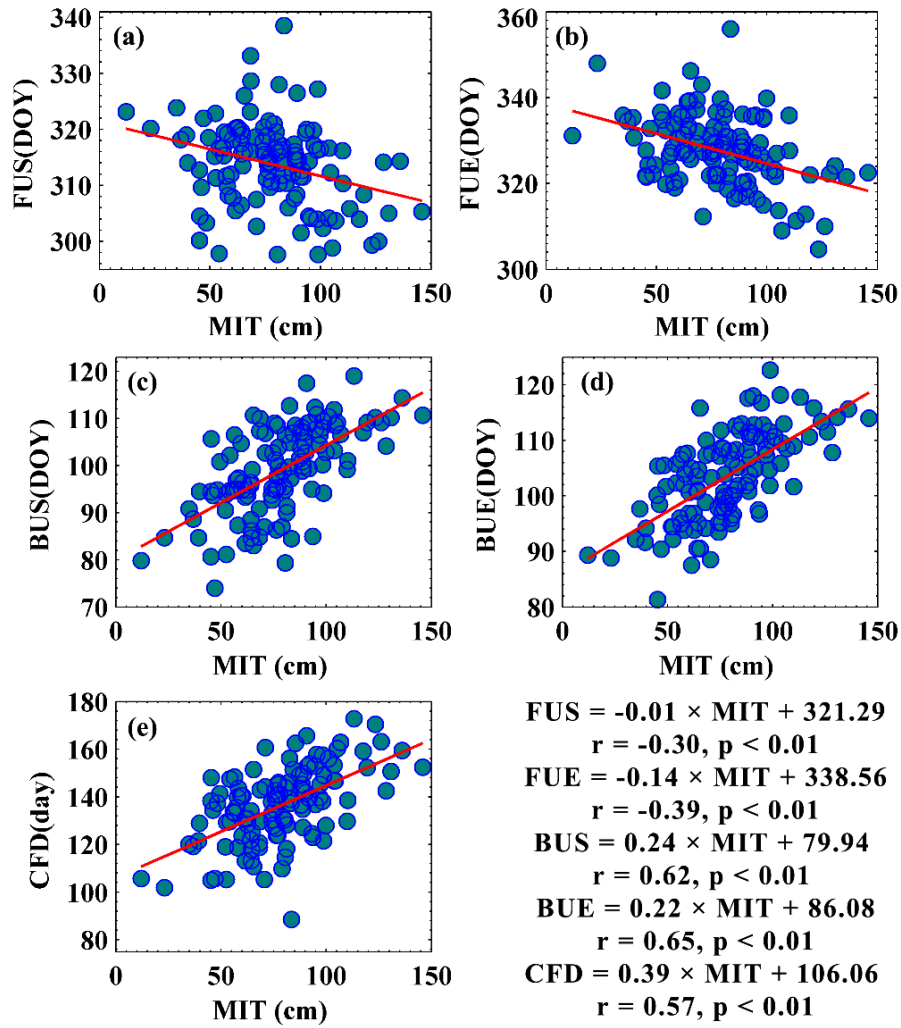 (a)
FUS(DOY)
340
330
320
310
300
0 50 100 150
MIT (cm)
(b)
FUE(DOY)
360
340
320
300
0 50 100 150
MIT (cm)
(c)
BUS(DOY)
120
110
100
90
80
70
0 50 100 150
MIT (cm)
(d)
BUE(DOY)
120
110
100
90
80
0 50 100 150
MIT (cm)
(e)
CFD(day)
180
160
140
120
100
80
0 50 100 150
MIT (cm)
FUS = -0.01 × MIT + 321.29
r = -0.30, p < 0.01
FUE = -0.14 × MIT + 338.56
r = -0.39, p < 0.01
BUS = 0.24 × MIT + 79.94
r = 0.62, p < 0.01
BUE = 0.22 × MIT + 86.08
r = 0.65, p < 0.01
CFD = 0.39 × MIT + 106.06
r = 0.57, p < 0.01